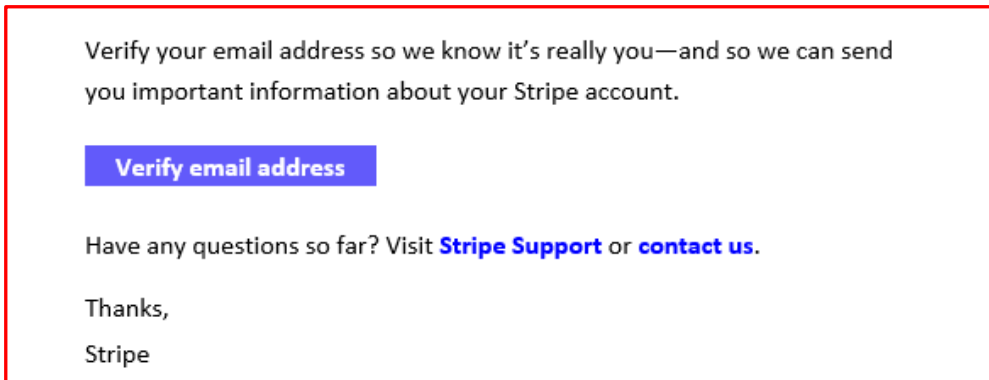 Verify your email address so we know it’s really you—and so we can send
you important information about your Stripe account.
Verify email address
Have any questions so far? Visit Stripe Support or contact us.
Thanks,
Stripe